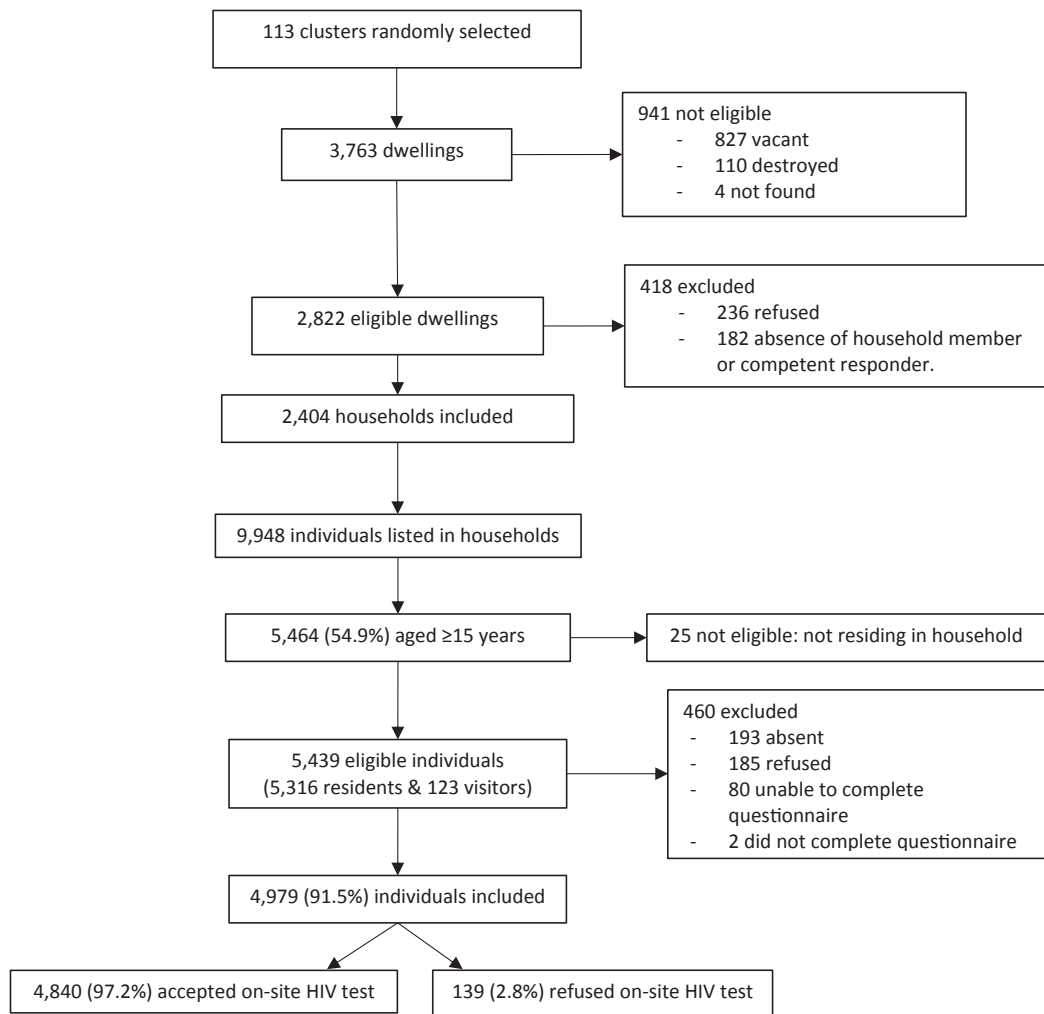 113 clusters randomly selected
3,763 dwellings
941 not eligible
- 827 vacant
- 110 destroyed
- 4 not found
2,822 eligible dwellings
418 excluded
- 236 refused
- 182 absence of household member
or competent responder.
2,404 households included
9,948 individuals listed in households
5,464 (54.9%) aged ≥15 years
25 not eligible: not residing in household
5,439 eligible individuals
(5,316 residents & 123 visitors)
460 excluded
- 193 absent
- 185 refused
- 80 unable to complete
questionnaire
- 2 did not complete questionnaire
4,979 (91.5%) individuals included
4,840 (97.2%) accepted on-site HIV test
139 (2.8%) refused on-site HIV test